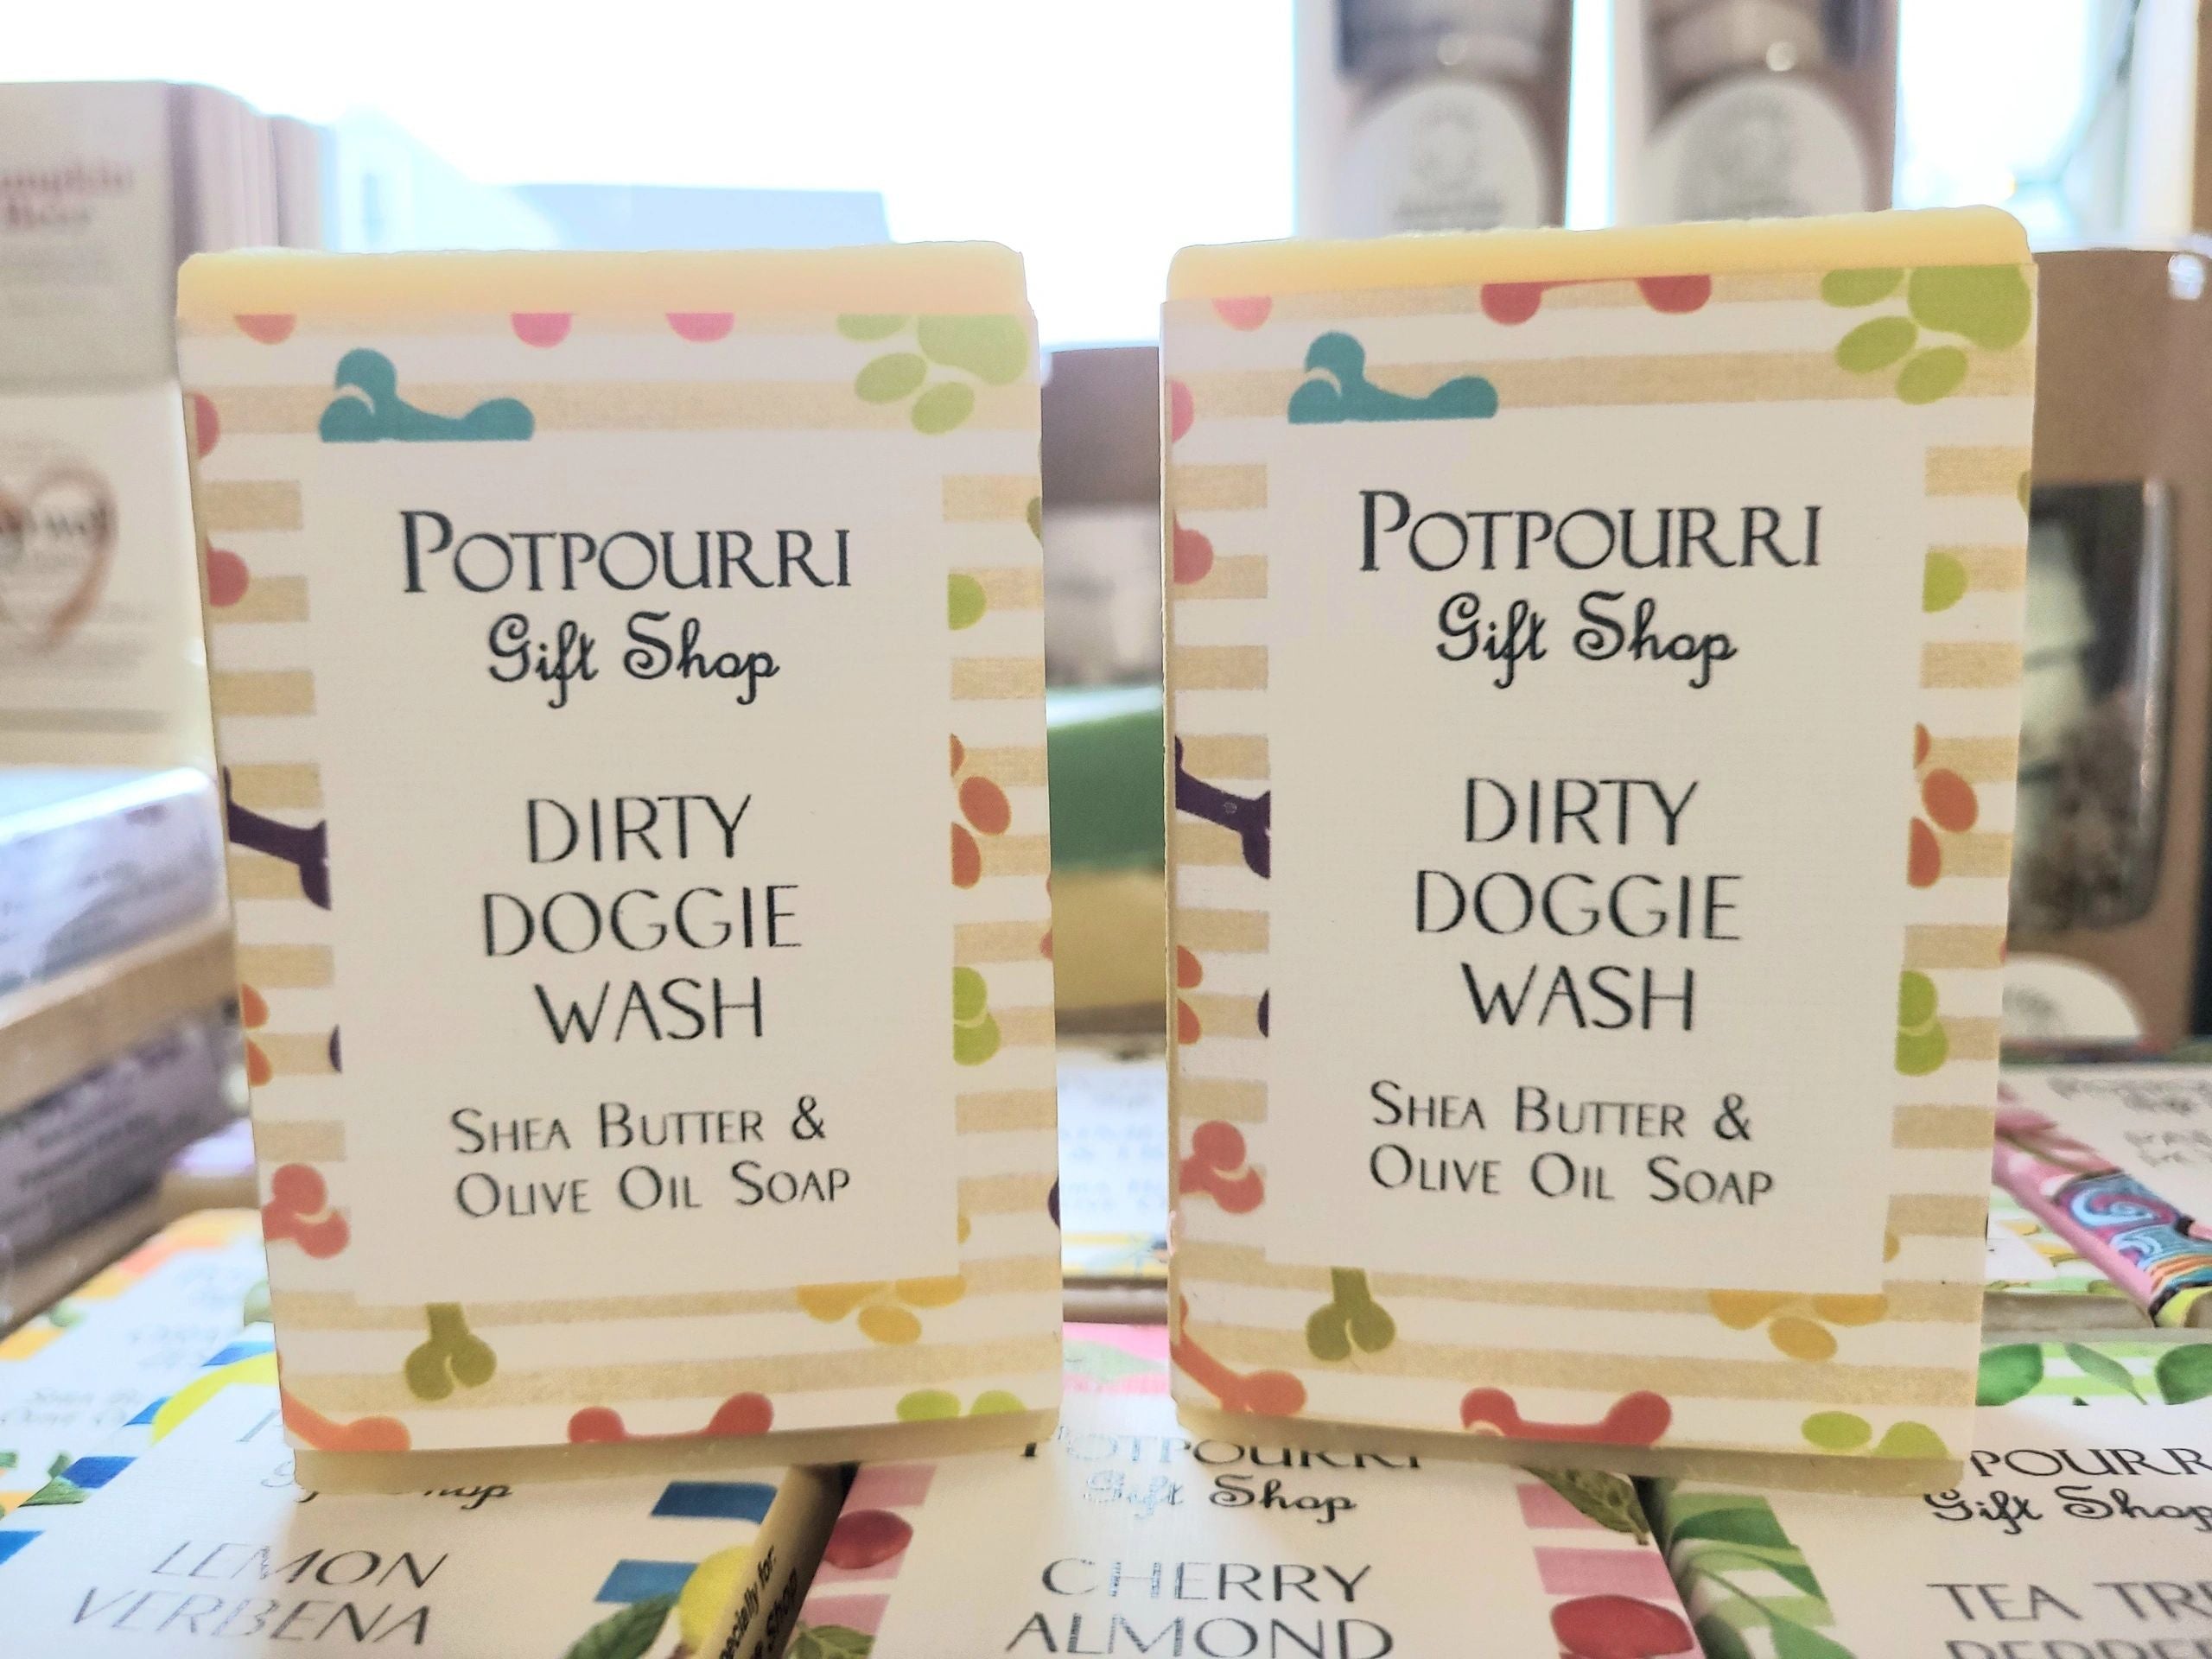 POTPOURRI
Gift Shop
DIRTY
DOGGIE
WASH
SHEA BUTTER &
OLIVE OIL SOAP
POTPOURRI
Gift Shop
DIRTY
DOGGIE
WASH
SHEA BUTTER &
OLIVE OIL SOAP
LEMON
VERBENA
POTPOURRI
Gift Shop
CHERRY
ALMOND
Gift Shop
TEA